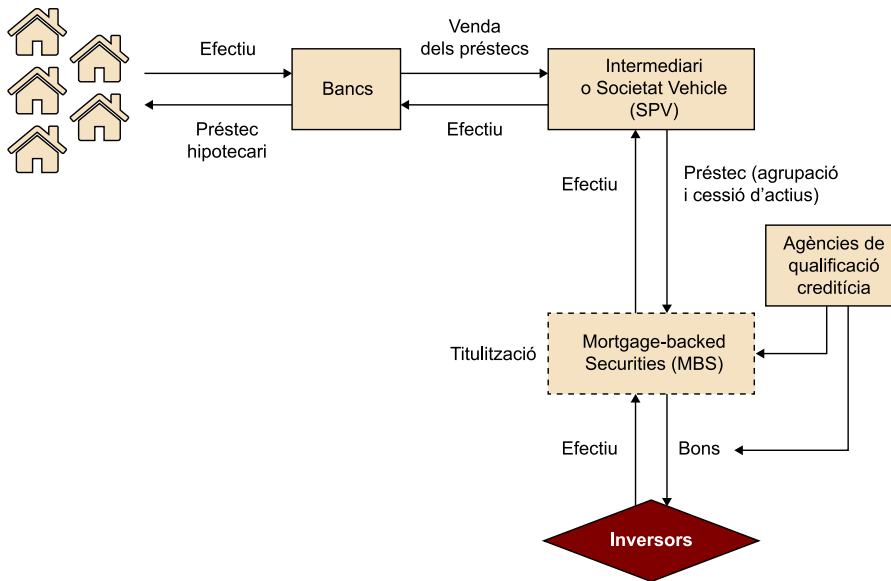 Efectiu
Préstec
hipotecari
Bancs
Venda
dels préstecs
Efectiu
Intermediari
o Societat Vehicle
(SPV)
Efectiu
Préstec (agrupació
i cessió d’actius)
Agències de
qualificació
creditícia
Titulització
Mortgage-backed
Securities (MBS)
Efectiu
Bons
Inversors